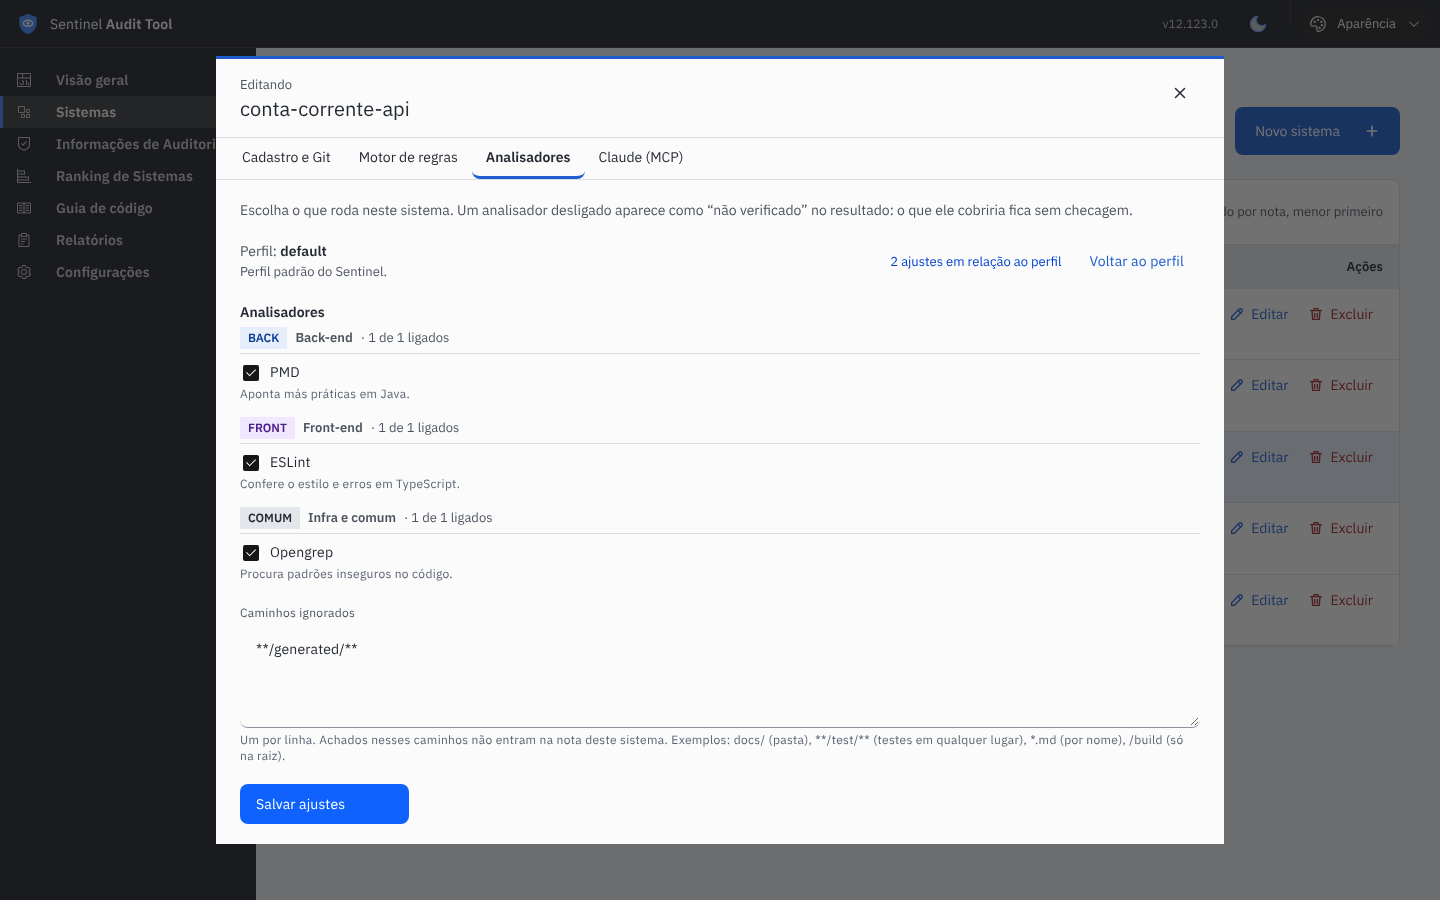 Sentinel Audit Tool
v12.123.0
Aparência
Visão geral
Sistemas
Informações de Auditori
Ranking de Sistemas
Guia de código
Relatórios
Configurações
Editando
conta-corrente-api
Cadastro e Git
Motor de regras
Analisadores
Claude (MCP)
Escolha o que roda neste sistema. Um analisador desligado aparece como “não verificado” no resultado: o que ele cobriria fica sem checagem.
Perfil: default
Perfil padrão do Sentinel.
2 ajustes em relação ao perfil
Voltar ao perfil
Analisadores
BACK Back-end · 1 de 1 ligados
PMD
Aponta más práticas em Java.
FRONT Front-end · 1 de 1 ligados
ESLint
Confere o estilo e erros em TypeScript.
COMUM Infra e comum · 1 de 1 ligados
Opengrep
Procura padrões inseguros no código.
Caminhos ignorados
**/generated/**
Um por linha. Achados nesses caminhos não entram na nota deste sistema. Exemplos: docs/ (pasta), **/test/** (testes em qualquer lugar), *.md (por nome), /build (só
na raiz).
Salvar ajustes
Novo sistema
do por nota, menor primeiro
Ações
Editar Excluir
Editar Excluir
Editar Excluir
Editar Excluir
Editar Excluir